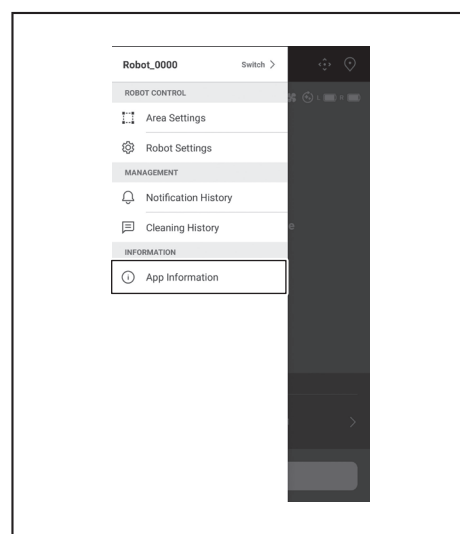 Robot_0000 Switch >
ROBOT CONTROL
Area Settings
Robot Settings
MANAGEMENT
Notification History
Cleaning History
e
INFORMATION
App Information
L R